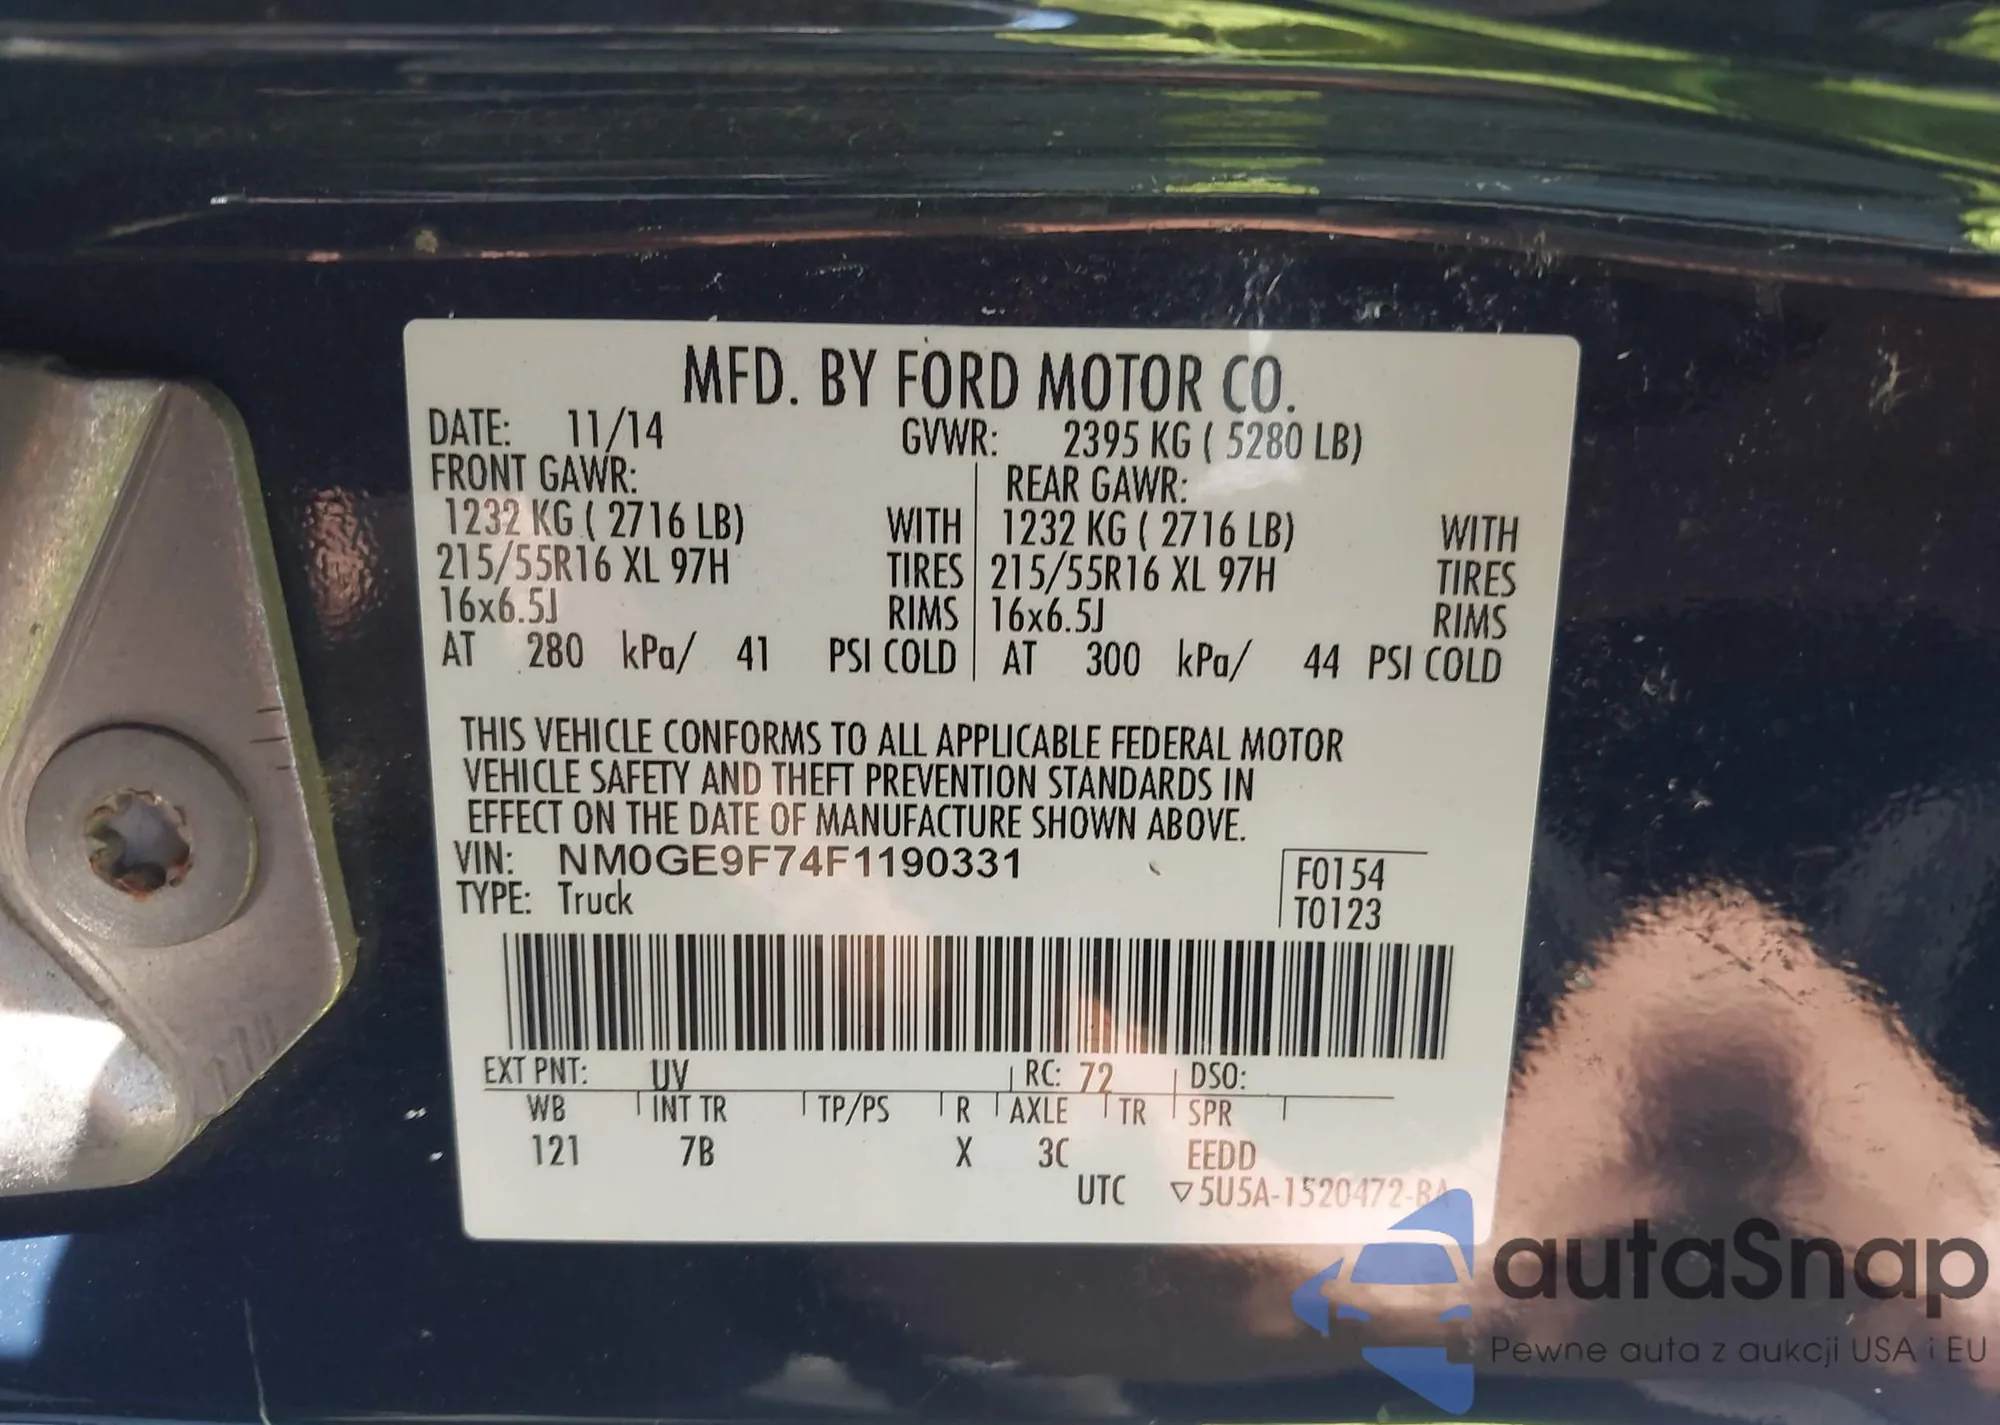 MFD. BY FORD MOTOR CO.
DATE: 11/14 GVWR: 2395 KG ( 5280 LB)
FRONT GAWR: REAR GAWR:
1232 KG ( 2716 LB) WITH 1232 KG ( 2716 LB) WITH
215/55R16 XL 97H TIRES 215/55R16 XL 97H TIRES
16x6.5J RIMS 16x6.5J RIMS
AT 280 kPa/ 41 PSI COLD AT 300 kPa/ 44 PSI COLD
THIS VEHICLE CONFORMS TO ALL APPLICABLE FEDERAL MOTOR
VEHICLE SAFETY AND THEFT PREVENTION STANDARDS IN
EFFECT ON THE DATE OF MANUFACTURE SHOWN ABOVE.
VIN: NM0GE9F74F1190331 F0154
TYPE: Truck T0123
EXT PNT: UV RC: 72 DSO:
WB INT TR TP/PS R AXLE TR SPR
121 7B X 3C EEDD
UTC ▽5U5A-1520472-BA
autaSnap
Pewne auta z aukcji USA i EU